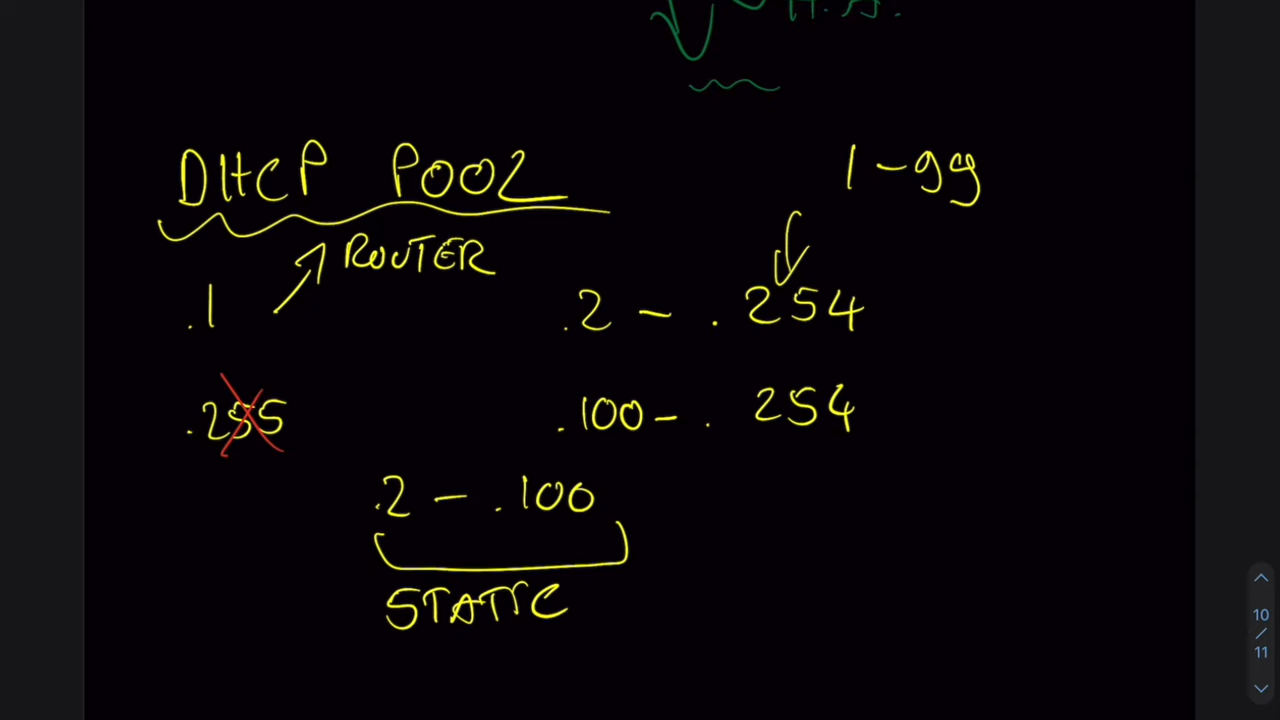 H.A.
DHCP POOL
1-99
ROUTER
.1
.2 - .254
.255
.100 - .254
.2 - .100
STATIC
10
/
11